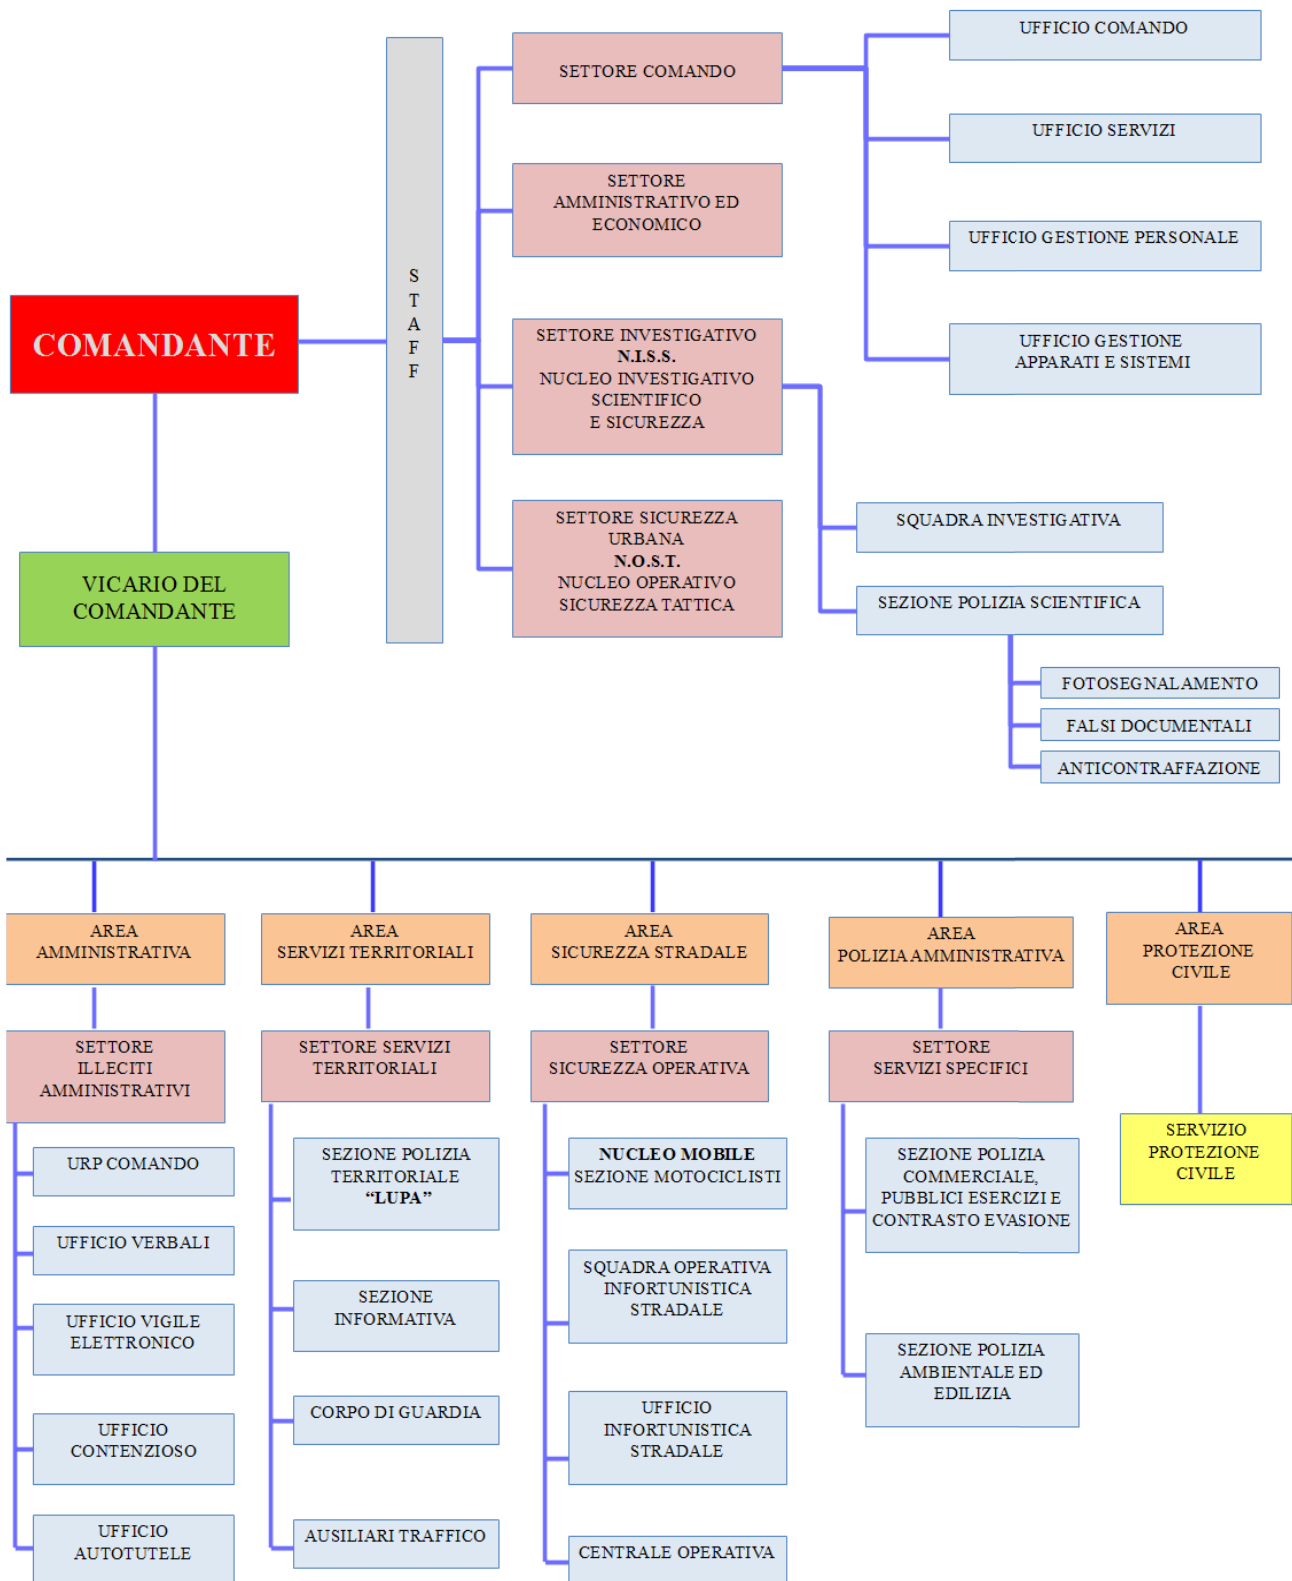 COMANDANTE
VICARIO DEL
COMANDANTE
S
T
A
F
F
SETTORE COMANDO
UFFICIO COMANDO
UFFICIO SERVIZI
UFFICIO GESTIONE PERSONALE
UFFICIO GESTIONE
APPARATI E SISTEMI
SETTORE
AMMINISTRATIVO ED
ECONOMICO
SETTORE INVESTIGATIVO
N.I.S.S.
NUCLEO INVESTIGATIVO
SCIENTIFICO
E SICUREZZA
SQUADRA INVESTIGATIVA
SEZIONE POLIZIA SCIENTIFICA
FOTOSEGNALAMENTO
FALSI DOCUMENTALI
ANTICONTRAFFAZIONE
SETTORE SICUREZZA
URBANA
N.O.S.T.
NUCLEO OPERATIVO
SICUREZZA TATTICA
AREA
AMMINISTRATIVA
SETTORE
ILLECITI
AMMINISTRATIVI
URP COMANDO
UFFICIO VERBALI
UFFICIO VIGILE
ELETTRONICO
UFFICIO
CONTENZIOSO
UFFICIO
AUTOTUTELE
AREA
SERVIZI TERRITORIALI
SETTORE SERVIZI
TERRITORIALI
SEZIONE POLIZIA
TERRITORIALE
“LUPA”
SEZIONE
INFORMATIVA
CORPO DI GUARDIA
AUSILIARI TRAFFICO
AREA
SICUREZZA STRADALE
SETTORE
SICUREZZA OPERATIVA
NUCLEO MOBILE
SEZIONE MOTOCICLISTI
SQUADRA OPERATIVA
INFORTUNISTICA
STRADALE
UFFICIO
INFORTUNISTICA
STRADALE
CENTRALE OPERATIVA
AREA
POLIZIA AMMINISTRATIVA
SETTORE
SERVIZI SPECIFICI
SEZIONE POLIZIA
COMMERCIALE,
PUBBLICI ESERCIZI E
CONTRASTO EVASIONE
SEZIONE POLIZIA
AMBIENTALE ED
EDILIZIA
AREA
PROTEZIONE
CIVILE
SERVIZIO
PROTEZIONE
CIVILE